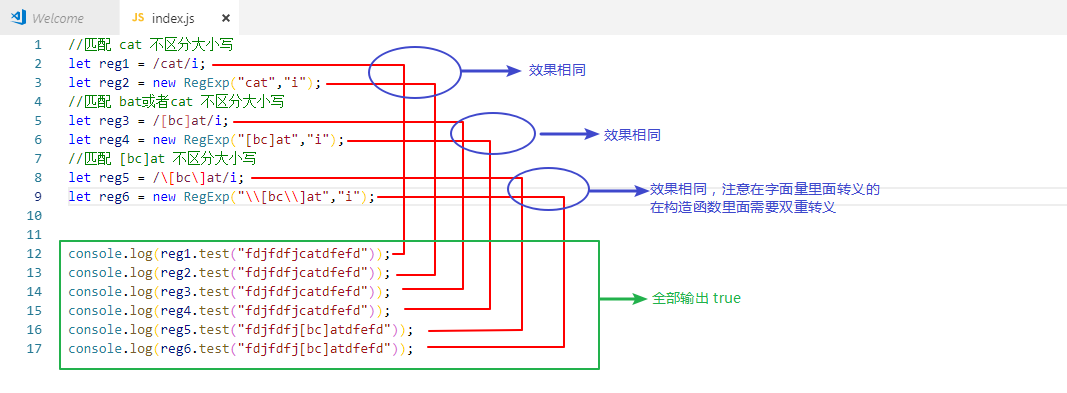 Welcome
JS index.js ×
1 //匹配 cat 不区分大小写
2 let reg1 = /cat/i;
3 let reg2 = new RegExp("cat","i");
4 //匹配 bat或者cat 不区分大小写
5 let reg3 = /[bc]at/i;
6 let reg4 = new RegExp("[bc]at","i");
7 //匹配 [bc]at 不区分大小写
8 let reg5 = /\[bc\]at/i;
9 let reg6 = new RegExp("\\[bc\\]at","i");
10
11
12 console.log(reg1.test("fdjfdfjcatdfefd"));
13 console.log(reg2.test("fdjfdfjcatdfefd"));
14 console.log(reg3.test("fdjfdfjcatdfefd"));
15 console.log(reg4.test("fdjfdfjcatdfefd"));
16 console.log(reg5.test("fdjfdfj[bc]atdfefd"));
17 console.log(reg6.test("fdjfdfj[bc]atdfefd"));
效果相同
效果相同
效果相同，注意在字面量里面转义的
在构造函数里面需要双重转义
全部输出 true